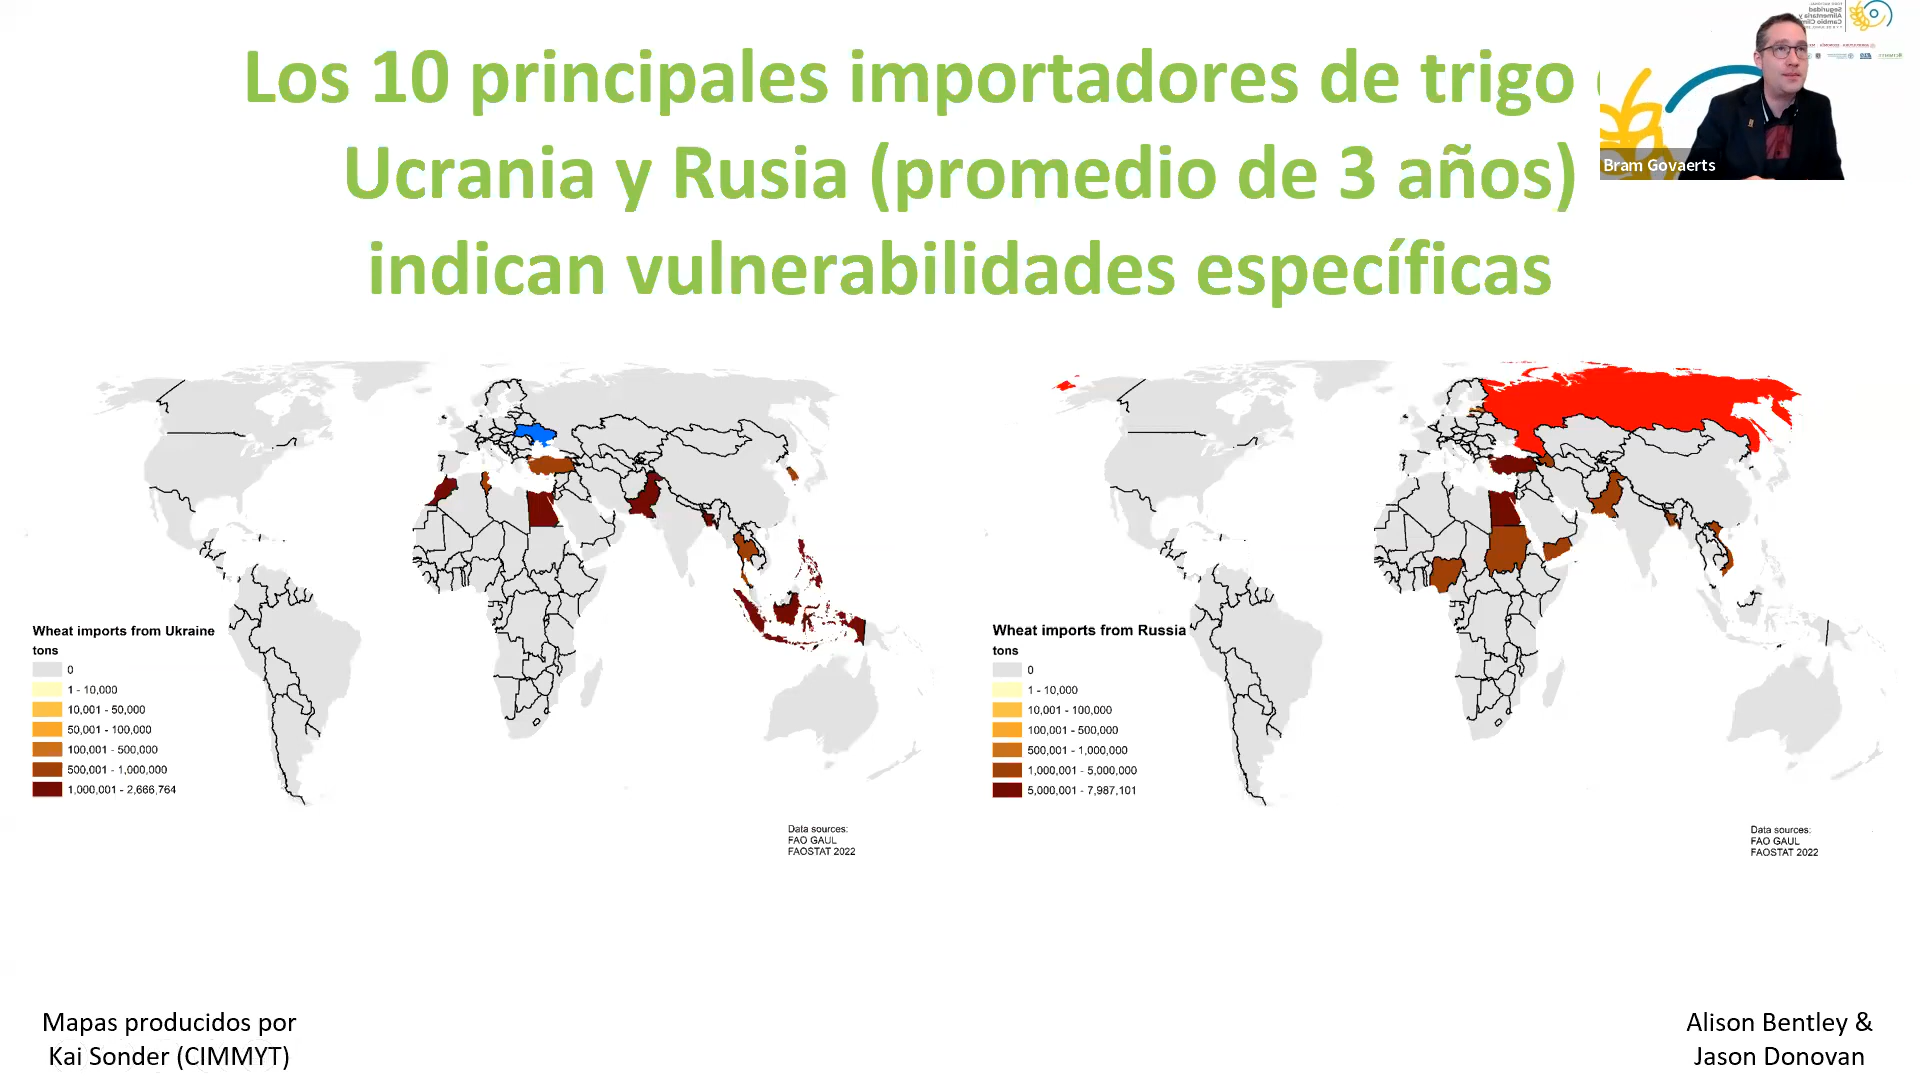 Los 10 principales importadores de trigo
Ucrania y Rusia (promedio de 3 años)
indican vulnerabilidades específicas
Bram Govaerts
Wheat imports from Ukraine
tons
0
1 - 10,000
10,001 - 50,000
50,001 - 100,000
100,001 - 500,000
500,001 - 1,000,000
1,000,001 - 2,666,764
Data sources:
FAO GAUL
FAOSTAT 2022
Wheat imports from Russia
tons
0
1 - 10,000
10,001 - 100,000
100,001 - 500,000
500,001 - 1,000,000
1,000,001 - 5,000,000
5,000,001 - 7,987,101
Data sources:
FAO GAUL
FAOSTAT 2022
Mapas producidos por
Kai Sonder (CIMMYT)
Alison Bentley &
Jason Donovan